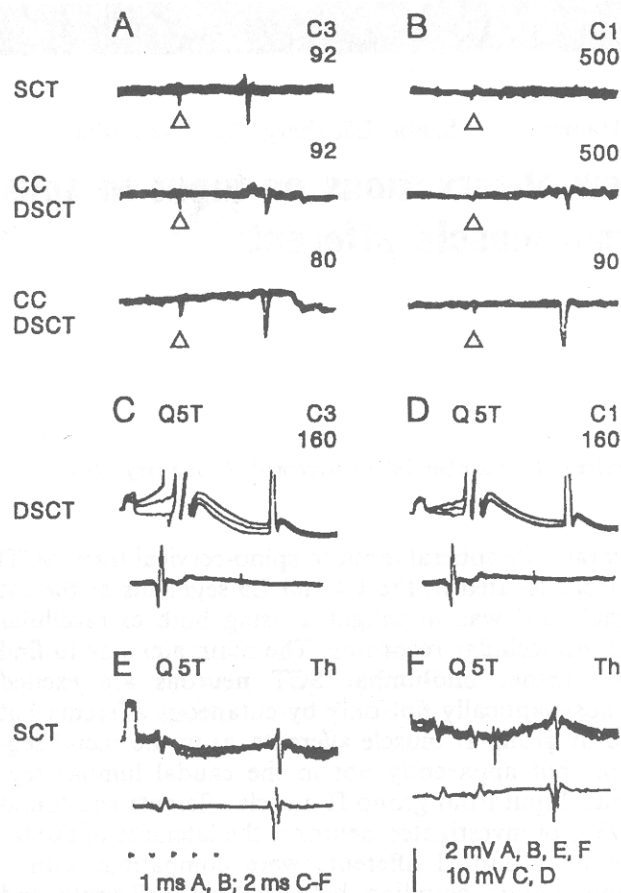 A C3 B C1
92 500
SCT
92 500
CC
DSCT
80 90
CC
DSCT
C Q5T C3 D Q5T C1
160 160
DSCT
E Q5T Th F Q5T Th
SCT
1 ms A, B; 2 ms C-F
2 mV A, B, E, F
10 mV C, D